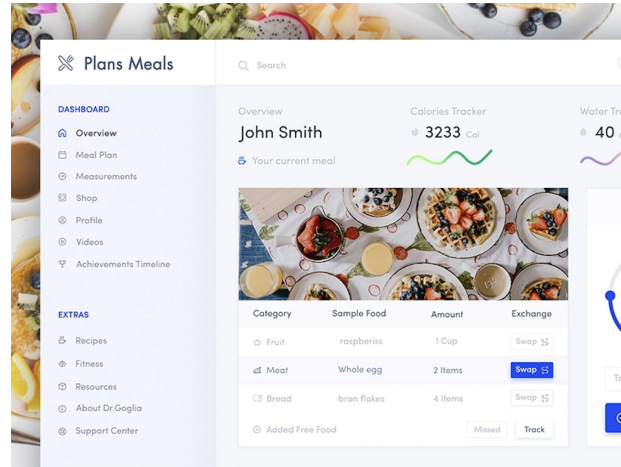 Plans Meals
Search
DASHBOARD
Overview
Meal Plan
Measurements
Shop
Profile
Videos
Achievements Timeline
EXTRAS
Recipes
Fitness
Resources
About Dr.Goglia
Support Center
Overview
John Smith
Your current meal
Calories Tracker
3233 Cal
Water
40
Category Sample Food Amount Exchange
Fruit raspberiss 1 Cup Swap
Meat Whole egg 2 Items Swap
Bread bran flakes 4 Items Swap
Added Free Food Missed Track